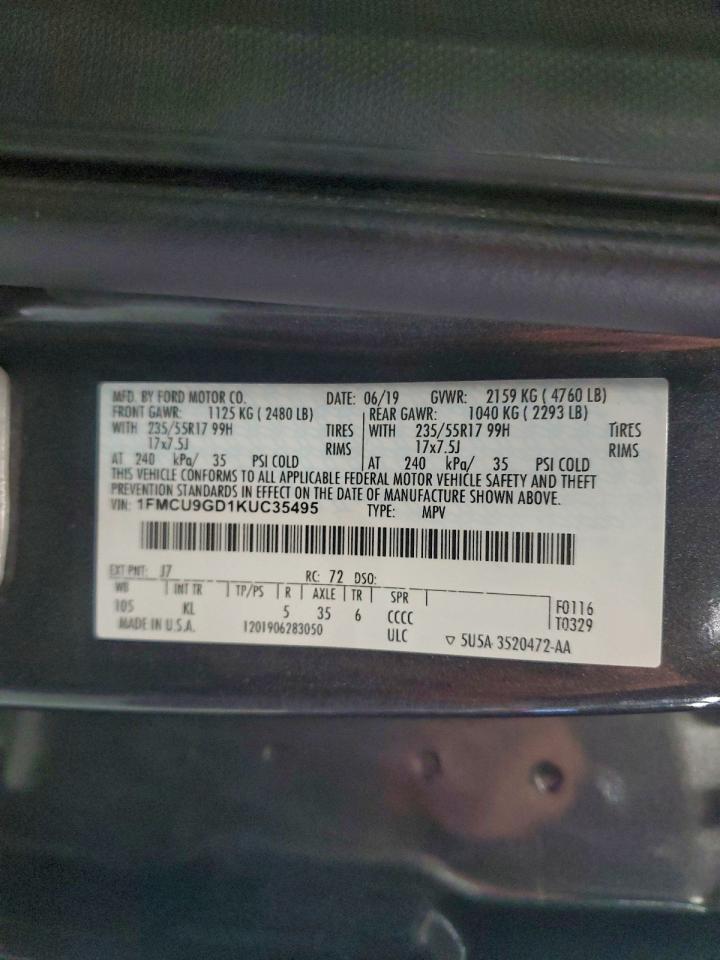 MFD. BY FORD MOTOR CO. DATE: 06/19 GVWR: 2159 KG ( 4760 LB)
FRONT GAWR: 1125 KG ( 2480 LB) REAR GAWR: 1040 KG ( 2293 LB)
WITH 235/55R17 99H TIRES WITH 235/55R17 99H TIRES
17x7.5J RIMS 17x7.5J RIMS
AT 240 kPa/ 35 PSI COLD AT 240 kPa/ 35 PSI COLD
THIS VEHICLE CONFORMS TO ALL APPLICABLE FEDERAL MOTOR VEHICLE SAFETY AND THEFT
PREVENTION STANDARDS IN EFFECT ON THE DATE OF MANUFACTURE SHOWN ABOVE.
VIN: 1FMCU9GD1KUC35495 TYPE: MPV
EXT PNT: J7 RC: 72 DSO:
WB INT TR TP/PS R AXLE TR SPR
105 KL 5 35 6 CCCC F0116
T0329
MADE IN U.S.A. 1201906283050 ULC ▽ 5U5A-3520472-AA